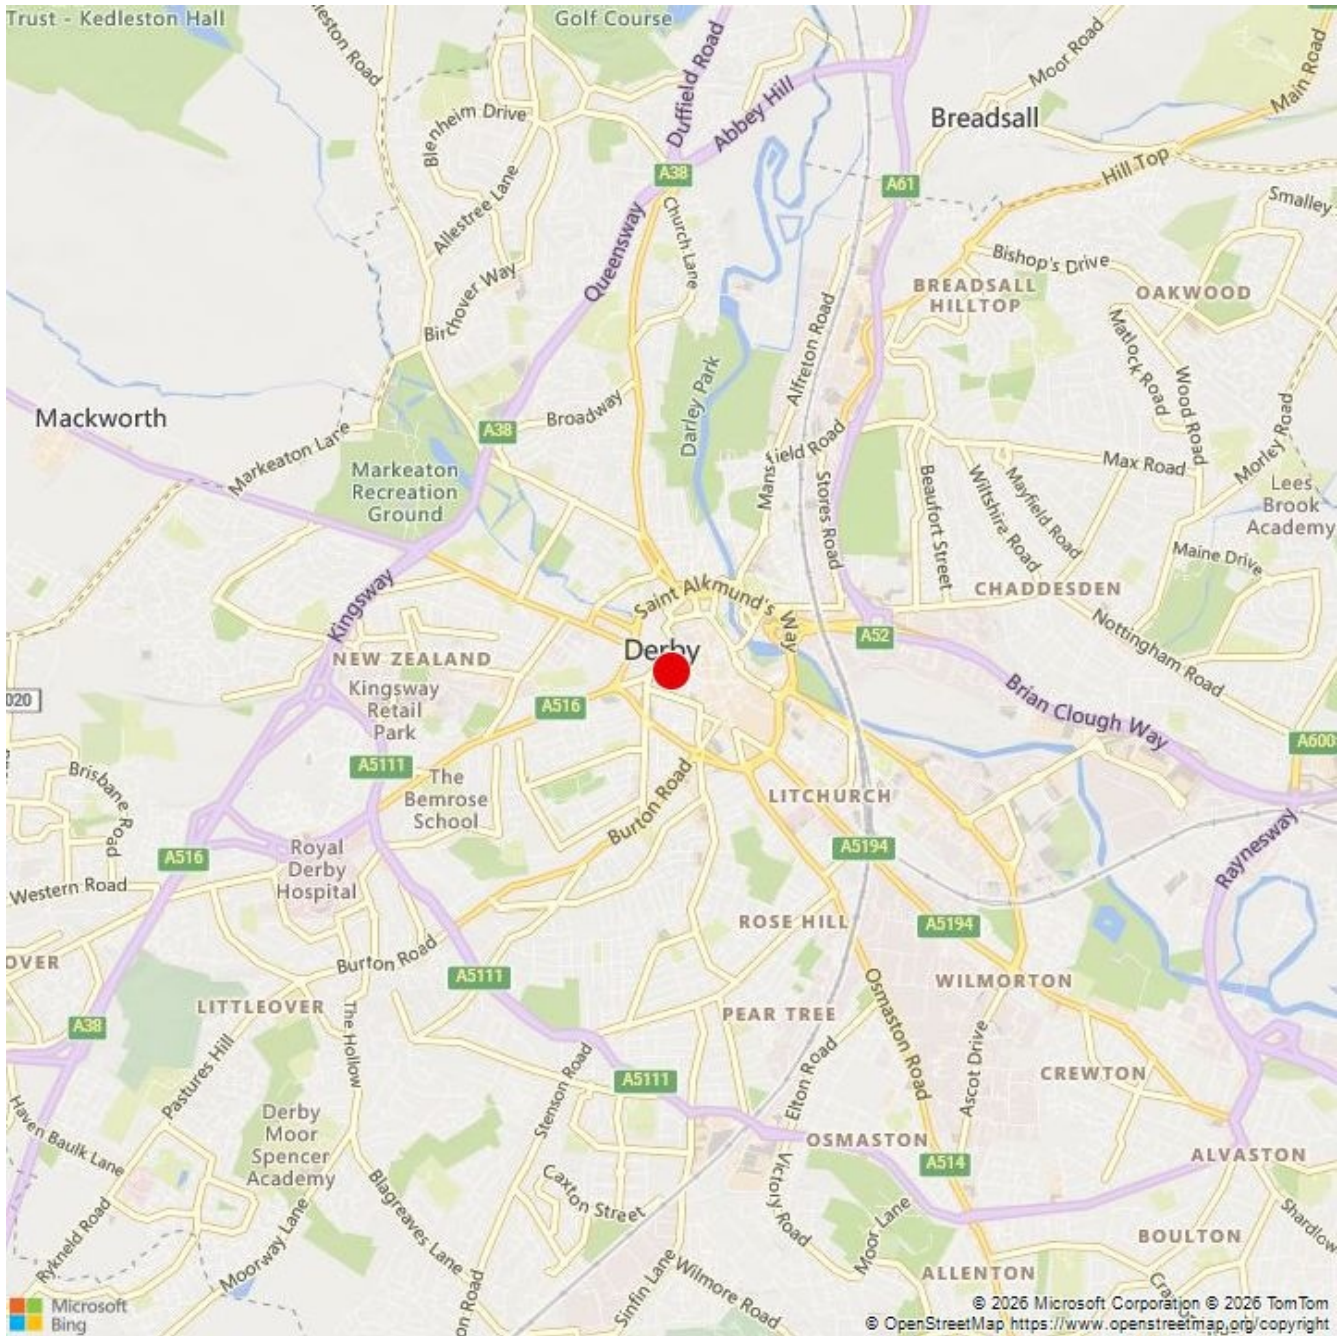 Trust - Kedleston Hall
Golf Course
leston Road
Duffield Road
Abbey Hill
Moor Road
Main Road
Breadsall
Blenheim Drive
Hill Top
A38
A61
Allestree Lane
Church Lane
Queensway
Smalley
Bishop's Drive
BREADSALL
HILLTOP
OAKWOOD
Birchover Way
Alfreton Road
Matlock Road
Wood Road
Darley Park
Mackworth
Broadway
A38
Markeaton Lane
Markeaton
Recreation
Ground
Mansfield Road
Stores Road
Beaufort Street
Wiltshire Road
Mayfield Road
Max Road
Morley Road
Lees
Brook
Academy
Maine Drive
CHADDESDEN
Kingsway
Saint Alkmund's Way
Nottingham Road
A52
Derby
NEW ZEALAND
Kingsway
Retail
Park
A516
020
Brian Clough Way
A600
A5111
Brisbane Road
The
Bemrose
School
Burton Road
LITCHURCH
A5194
Raynesway
A516
Royal
Derby
Hospital
Western Road
ROSE HILL
A5194
OVER
Burton Road
A5111
WILMORTON
LITTLEOVER
PEAR TREE
A38
The Hollow
Pastures Hill
Osmaston Road
Ascot Drive
Elton Road
CREWTON
Stenson Road
A5111
Haven Baulk Lane
Derby
Moor
Spencer
Academy
OSMASTON
A514
ALVASTON
Caxton Street
Victory Road
Blagreaves Lane
Moor Lane
Shardlow
Rykneld Road
Moorway Lane
BOULTON
ALLENTON
on Road
Sinfin Lane
Wilmore Road
Microsoft
Bing
© 2026 Microsoft Corporation © 2026 TomTom
© OpenStreetMap https://www.openstreetmap.org/copyright